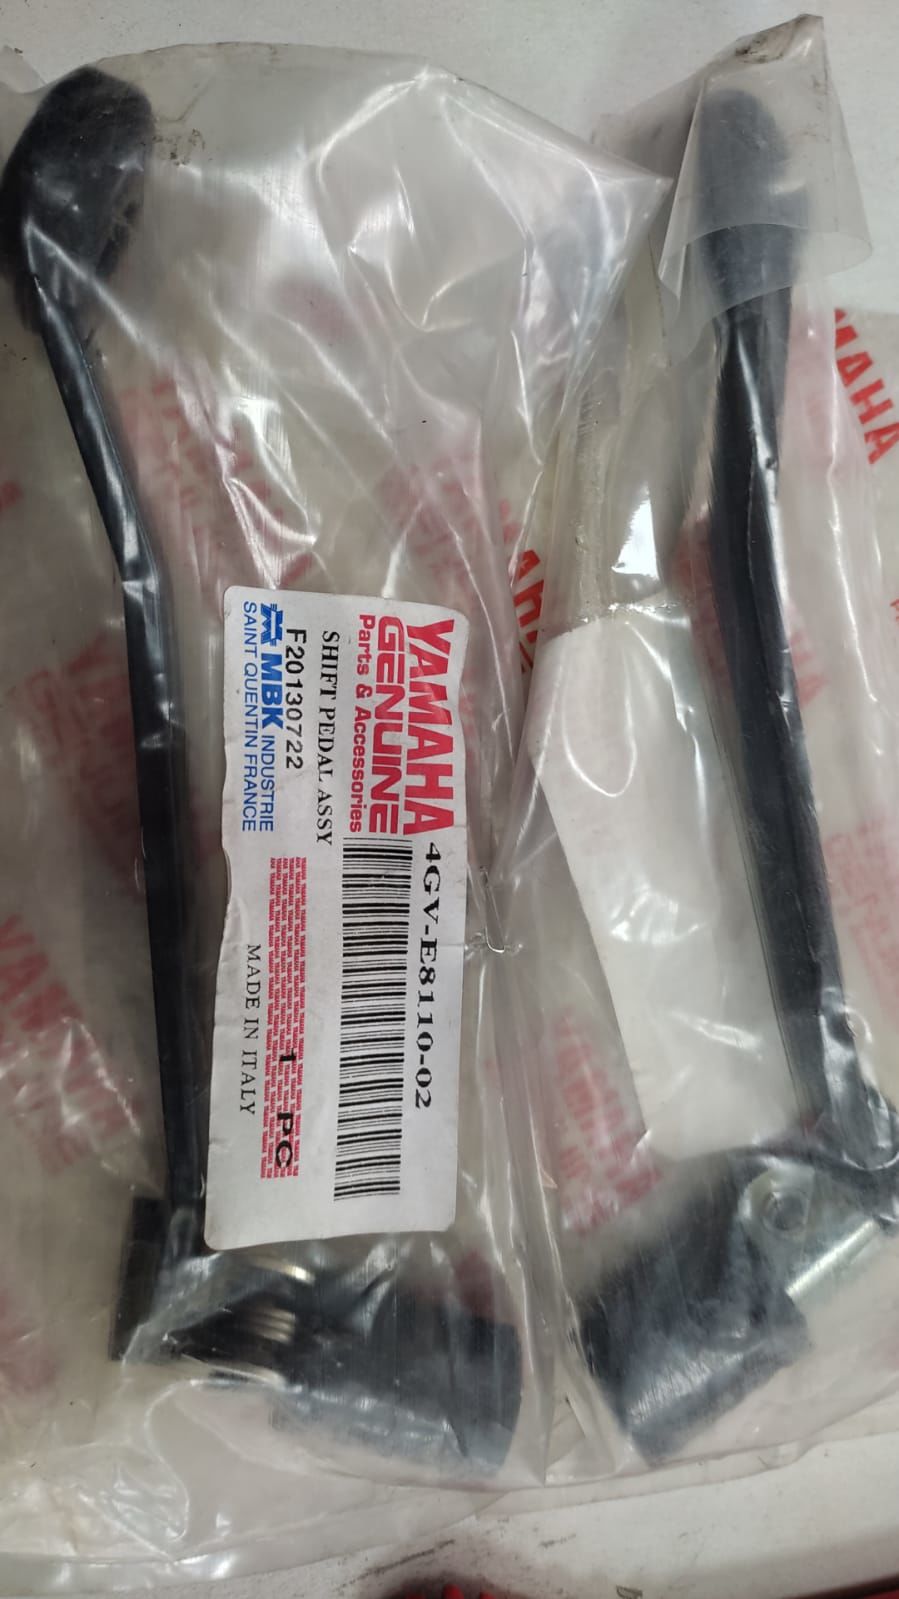 YAMAHA
GENUINE
Parts & Accessories
4GV-E8110-02
SHIFT PEDAL ASSY
F20130722
MBK INDUSTRIE
SAINT QUENTIN FRANCE
1 PC
MADE IN ITALY
YAMAHA